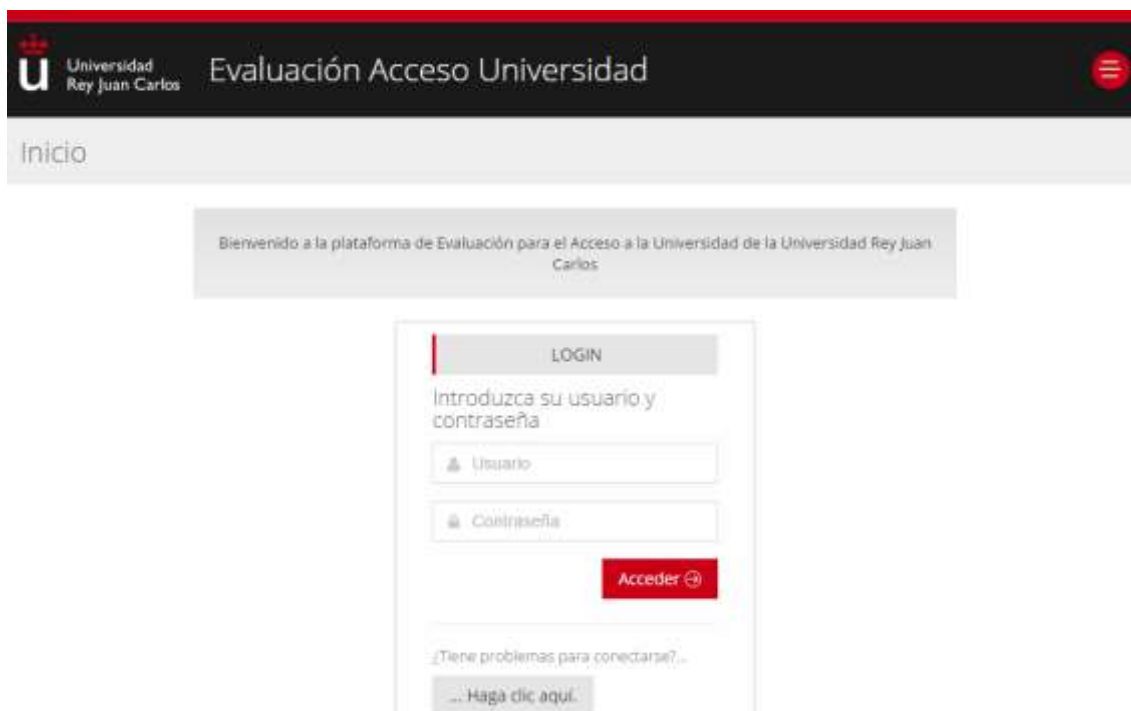 Universidad
Rey Juan Carlos
Evaluación Acceso Universidad
Inicio
Bienvenido a la plataforma de Evaluación para el Acceso a la Universidad de la Universidad Rey Juan
Carlos
LOGIN
Introduzca su usuario y
contraseña
Usuario
Contraseña
Acceder
¿Tiene problemas para conectarse?...
... Haga clic aquí.